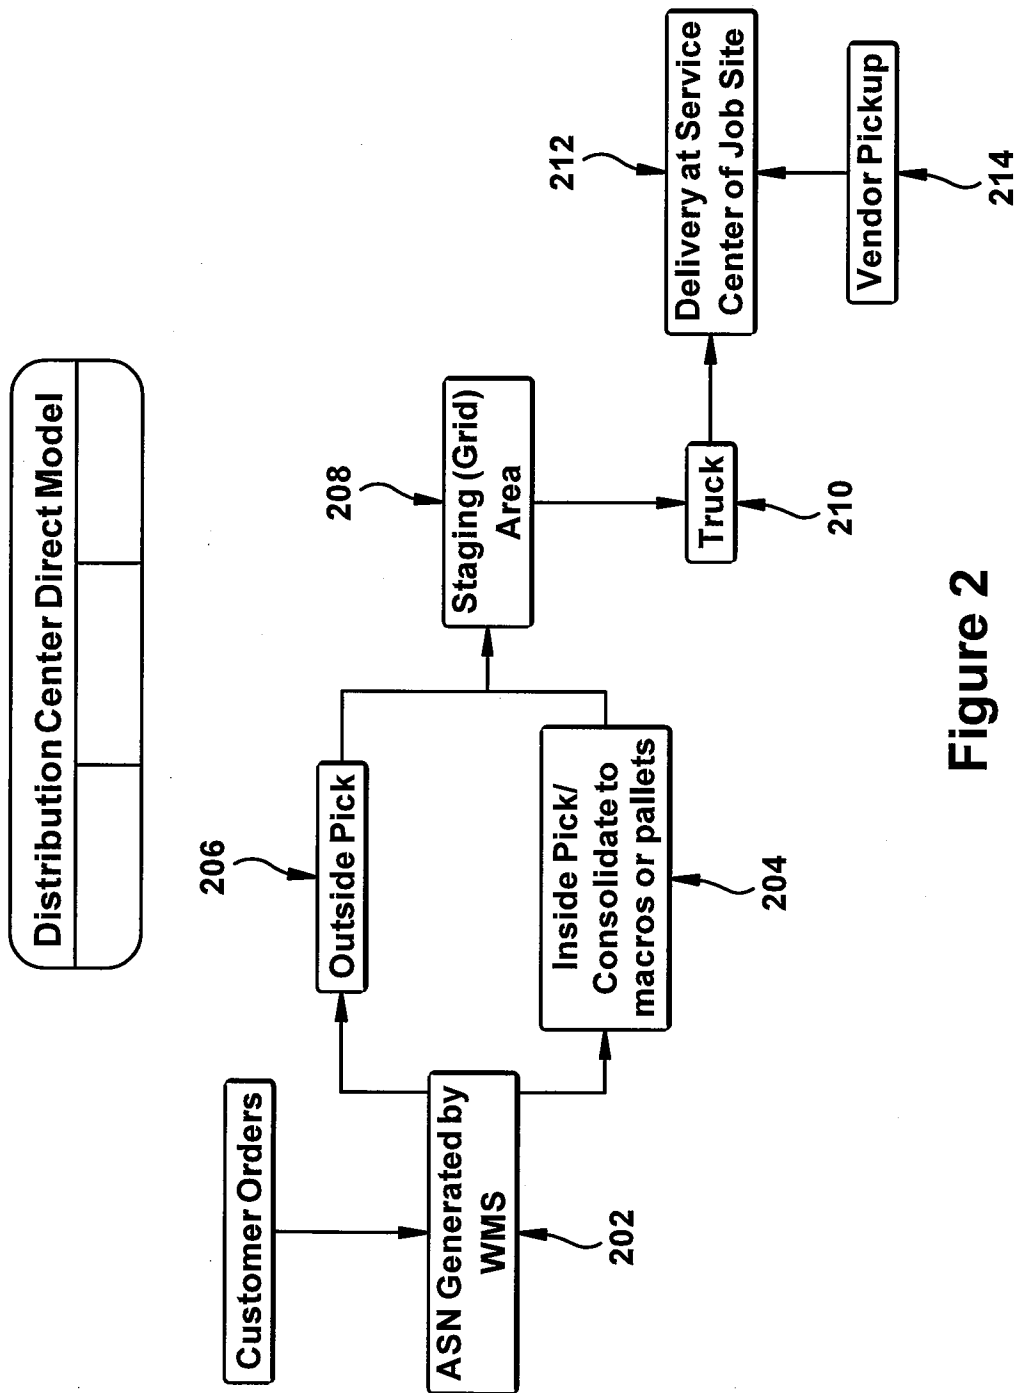 Distribution Center Direct Model
Customer Orders
ASN Generated by
WMS
202
206
Outside Pick
Inside Pick/
Consolidate to
macros or pallets
204
208
Staging (Grid)
Area
Truck
210
212
Delivery at Service
Center of Job Site
Vendor Pickup
214
Figure 2